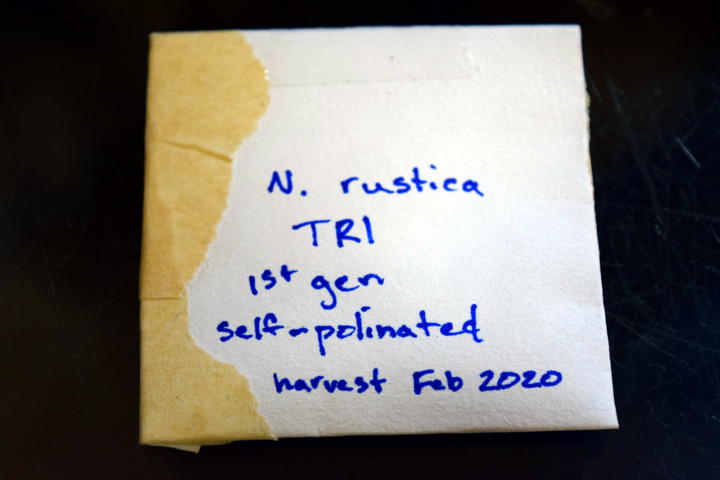 N. rustica
TR1
1st gen
self-polinated
harvest Feb 2020